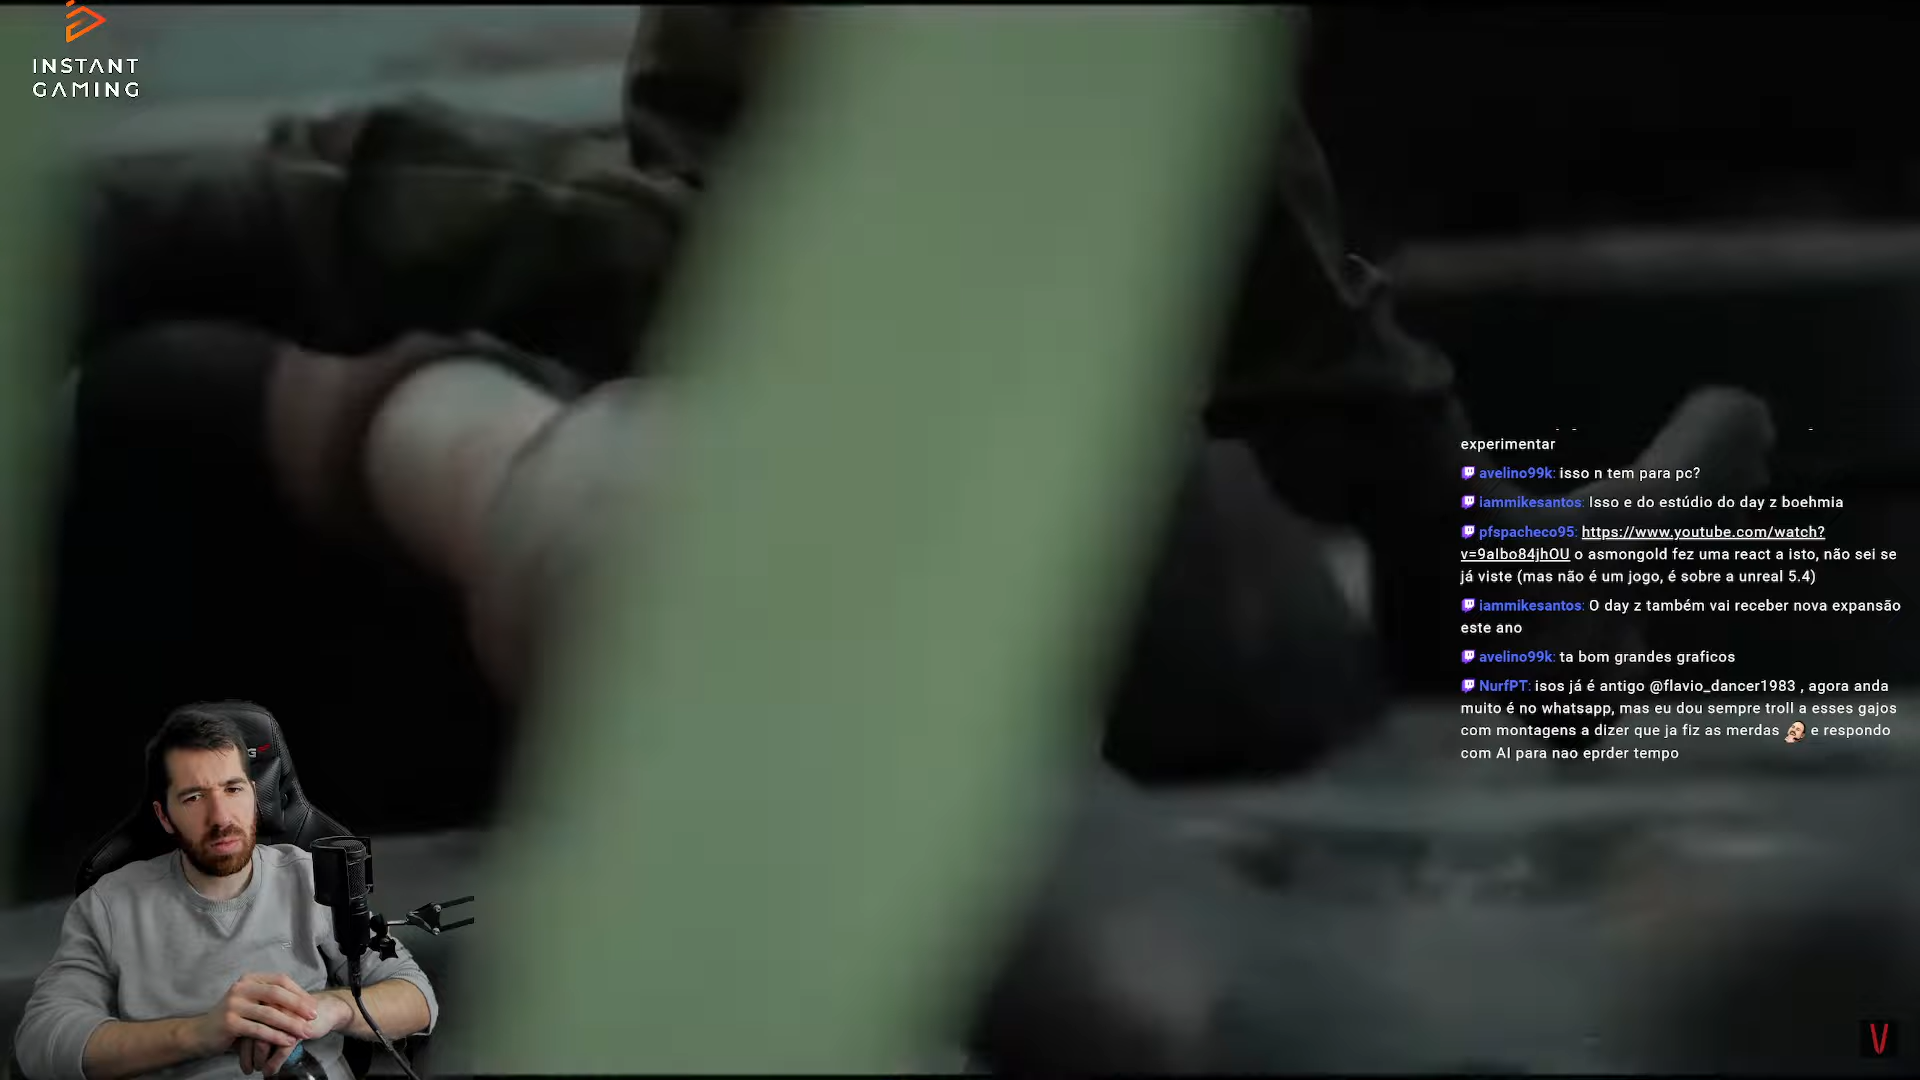 INSTANT
GAMING
experimentar
avelino99k: isso n tem para pc?
iammikesantos: Isso e do estúdio do day z boehmia
pfspacheco95: https://www.youtube.com/watch?
v=9albo84jhOU o asmongold fez uma react a isto, não sei se
já viste (mas não é um jogo, é sobre a unreal 5.4)
iammikesantos: O day z também vai receber nova expansão
este ano
avelino99k: ta bom grandes graficos
NurfPT: isos já é antigo @flavio_dancer1983 , agora anda
muito é no whatsapp, mas eu dou sempre troll a esses gajos
com montagens a dizer que ja fiz as merdas e respondo
com AI para nao eprder tempo